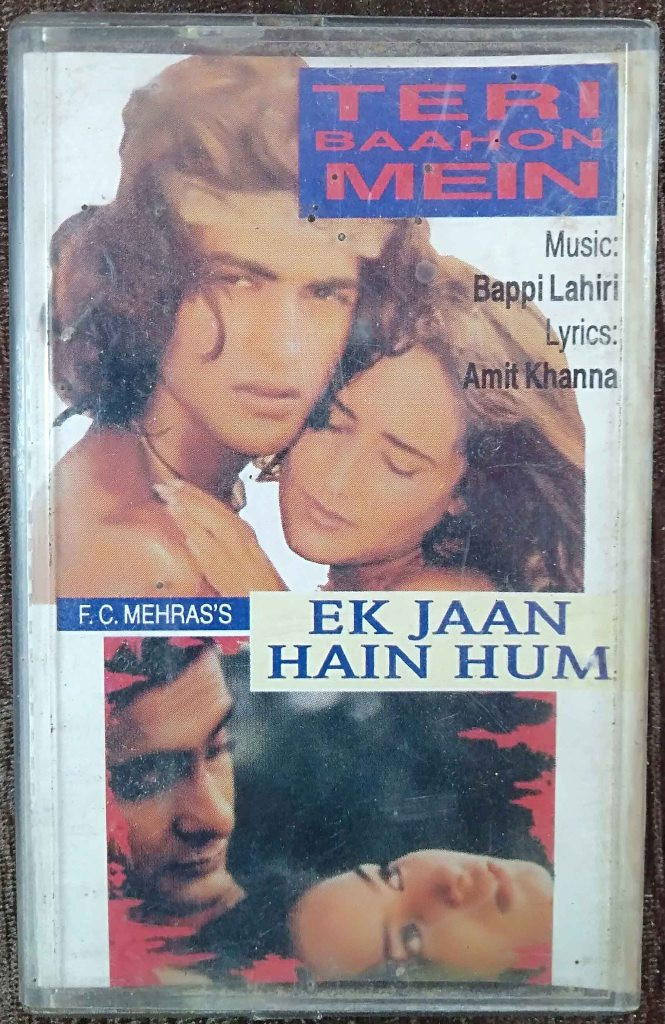 TERI
BAAHON
MEIN
Music:
Bappi Lahiri
Lyrics:
Amit Khanna
F. C. MEHRAS'S
EK JAAN
HAIN HUM